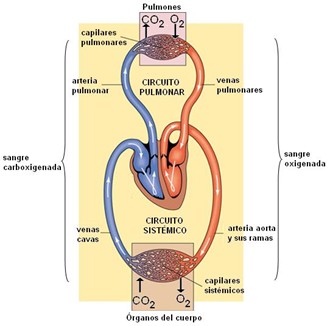 Pulmones
CO2 O2
capilares
pulmonares
arteria
pulmonar
CIRCUITO
PULMONAR
venas
pulmonares
sangre
carboxigenada
sangre
oxigenada
CIRCUITO
SISTÉMICO
venas
cavas
arteria aorta
y sus ramas
capilares
sistémicos
CO2 O2
Órganos del cuerpo